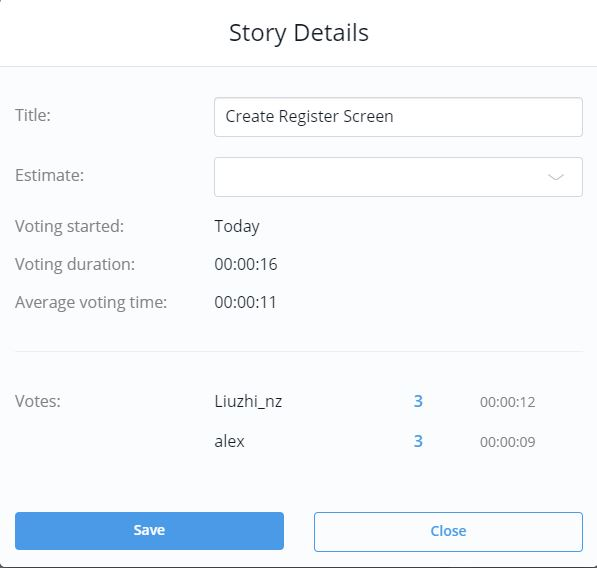 Story Details
Title: Create Register Screen
Estimate:
Voting started: Today
Voting duration: 00:00:16
Average voting time: 00:00:11
Votes: Liuzhi_nz 3 00:00:12
alex 3 00:00:09
Save Close